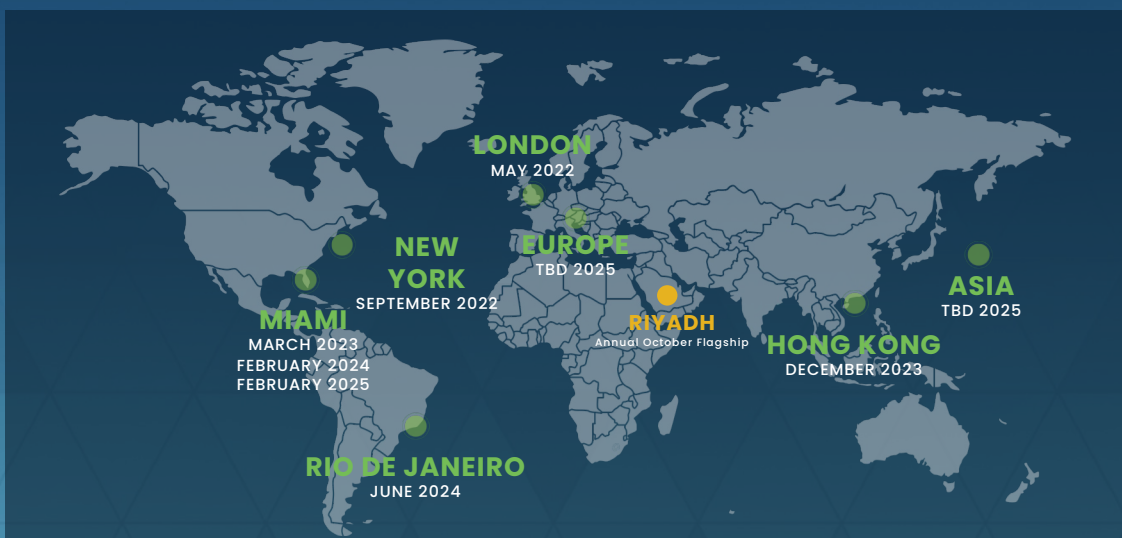 LONDON
MAY 2022
NEW
YORK
SEPTEMBER 2022
EUROPE
TBD 2025
MIAMI
MARCH 2023
FEBRUARY 2024
FEBRUARY 2025
RIYADH
Annual October Flagship
ASIA
TBD 2025
HONG KONG
DECEMBER 2023
RIO DE JANEIRO
JUNE 2024